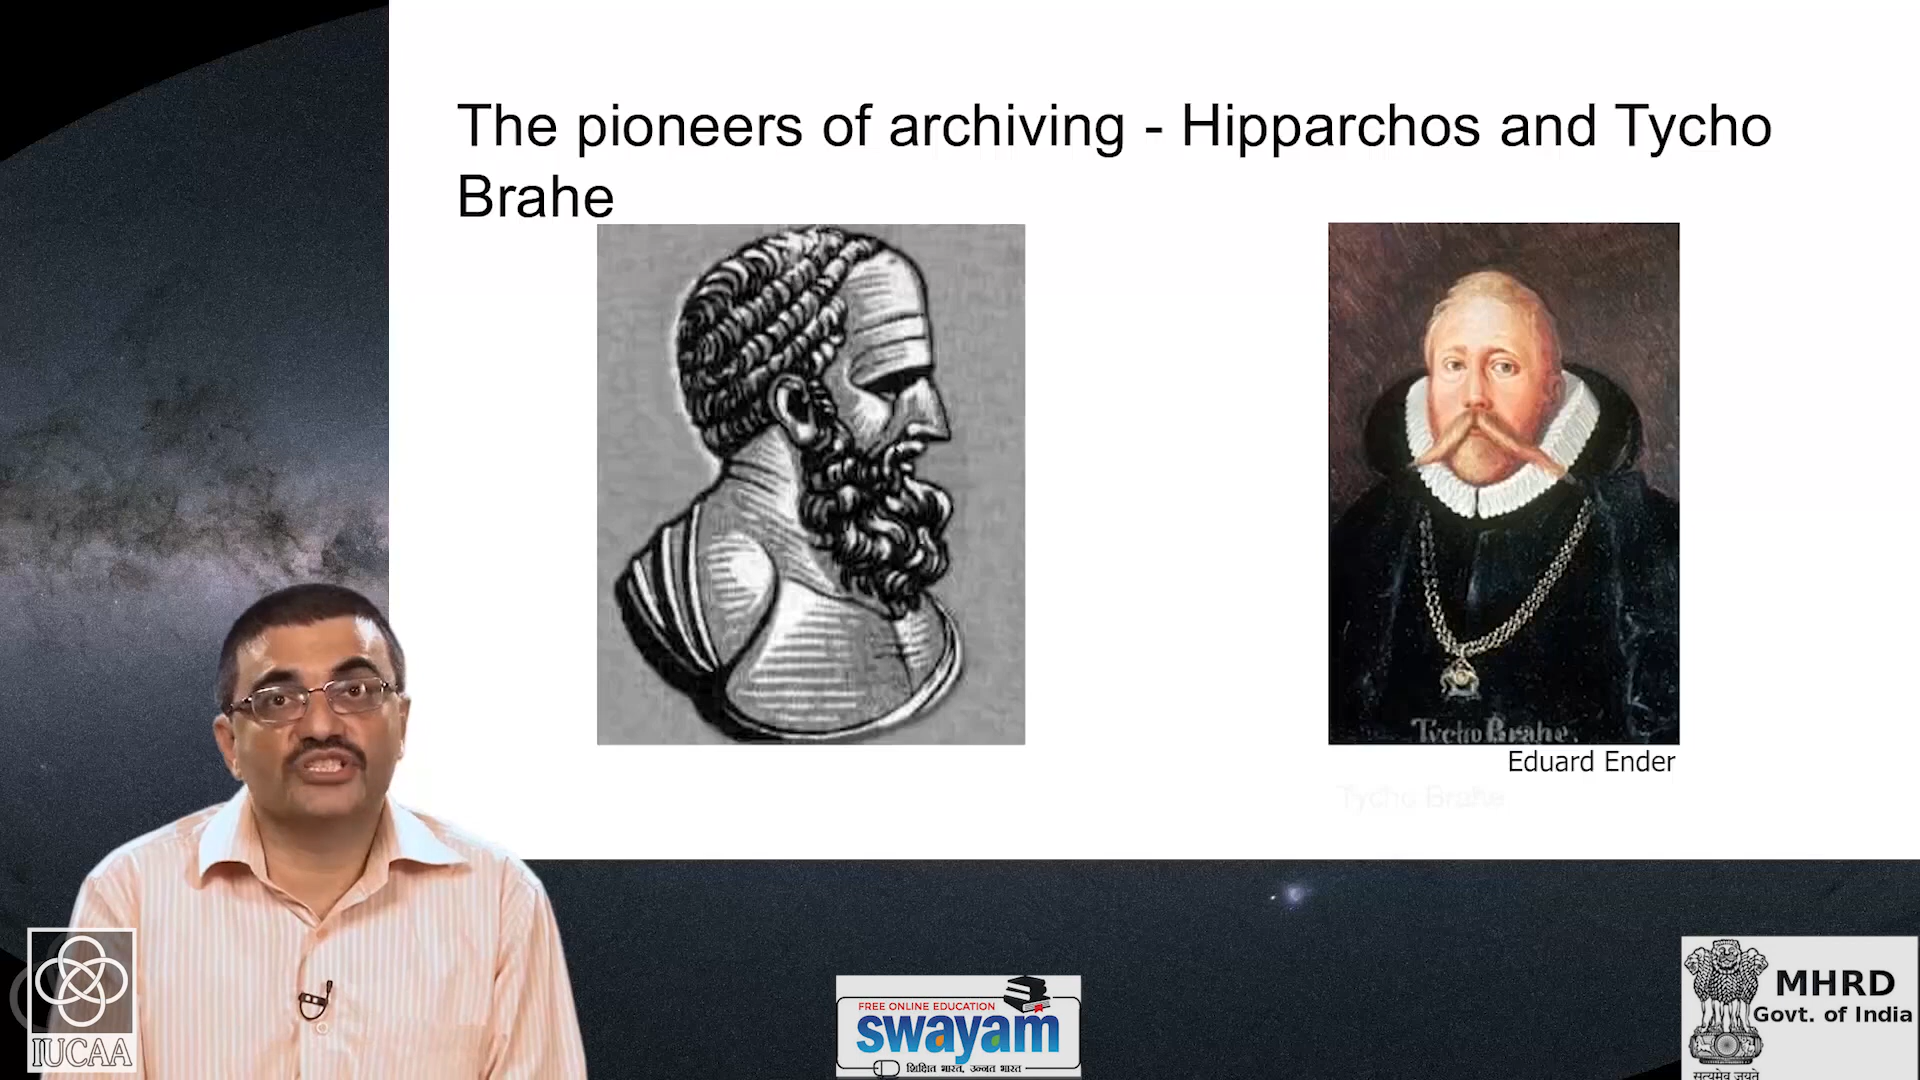 The pioneers of archiving - Hipparchos and Tycho
Brahe
Tycho Brahe.
Eduard Ender
Tycho Brahe
IUCAA
FREE ONLINE EDUCATION
swayam
शिक्षित भारत, उन्नत भारत
MHRD
Govt. of India
सत्यमेव जयते